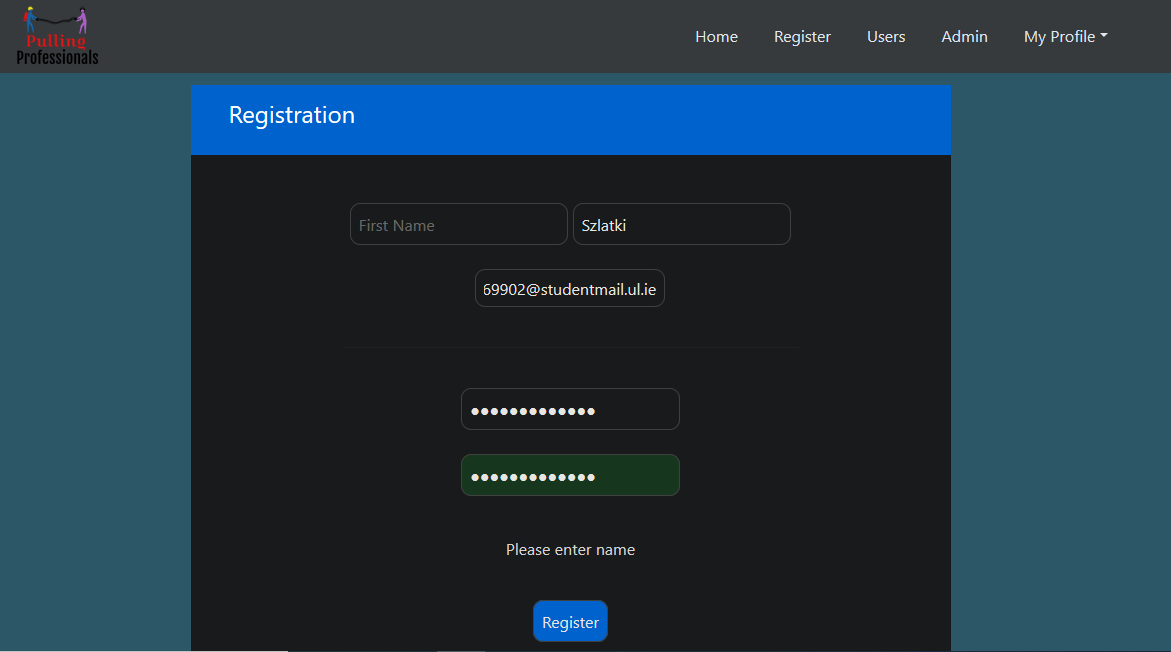 Pulling
Professionals
Home Register Users Admin My Profile
Registration
First Name Szlatki
69902@studentmail.ul.ie
●●●●●●●●●●●●●
●●●●●●●●●●●●●
Please enter name
Register